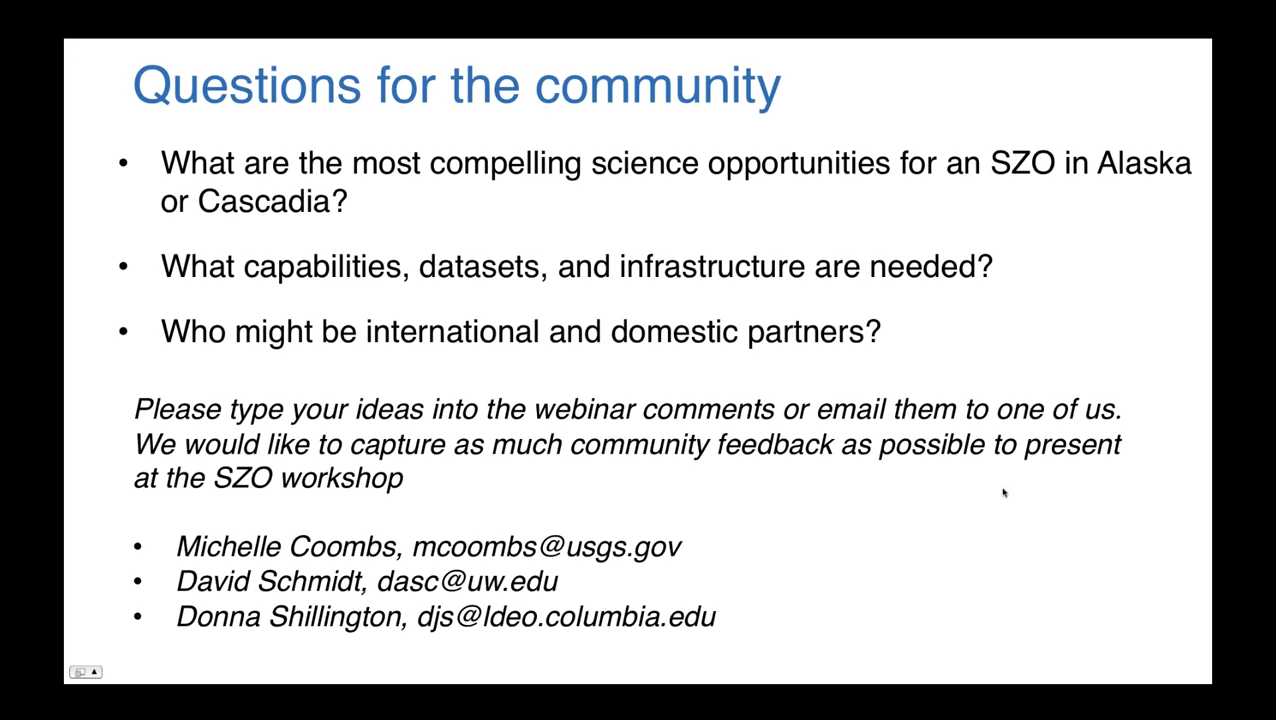 Questions for the community
• What are the most compelling science opportunities for an SZO in Alaska
or Cascadia?
• What capabilities, datasets, and infrastructure are needed?
• Who might be international and domestic partners?
Please type your ideas into the webinar comments or email them to one of us.
We would like to capture as much community feedback as possible to present
at the SZO workshop
• Michelle Coombs, mcoombs@usgs.gov
• David Schmidt, dasc@uw.edu
• Donna Shillington, djs@ldeo.columbia.edu